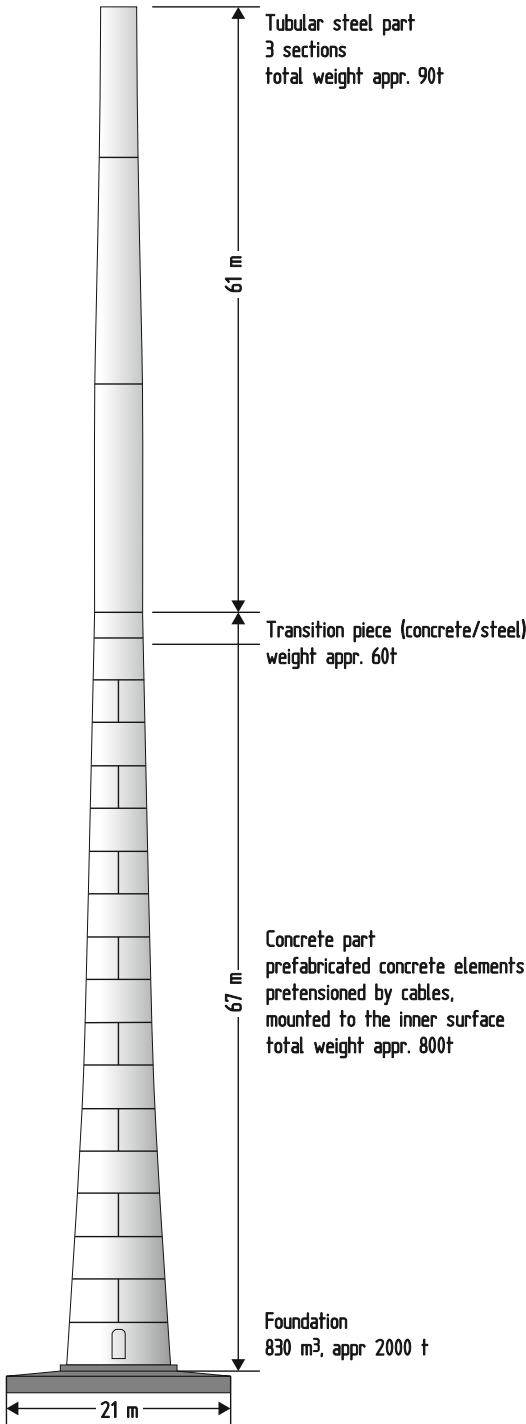 Tubular steel part
3 sections
total weight appr. 90t
61 m
Transition piece (concrete/steel)
weight appr. 60t
Concrete part
prefabricated concrete elements
pretensioned by cables,
mounted to the inner surface
total weight appr. 800t
67 m
Foundation
830 m³, appr 2000 t
21 m